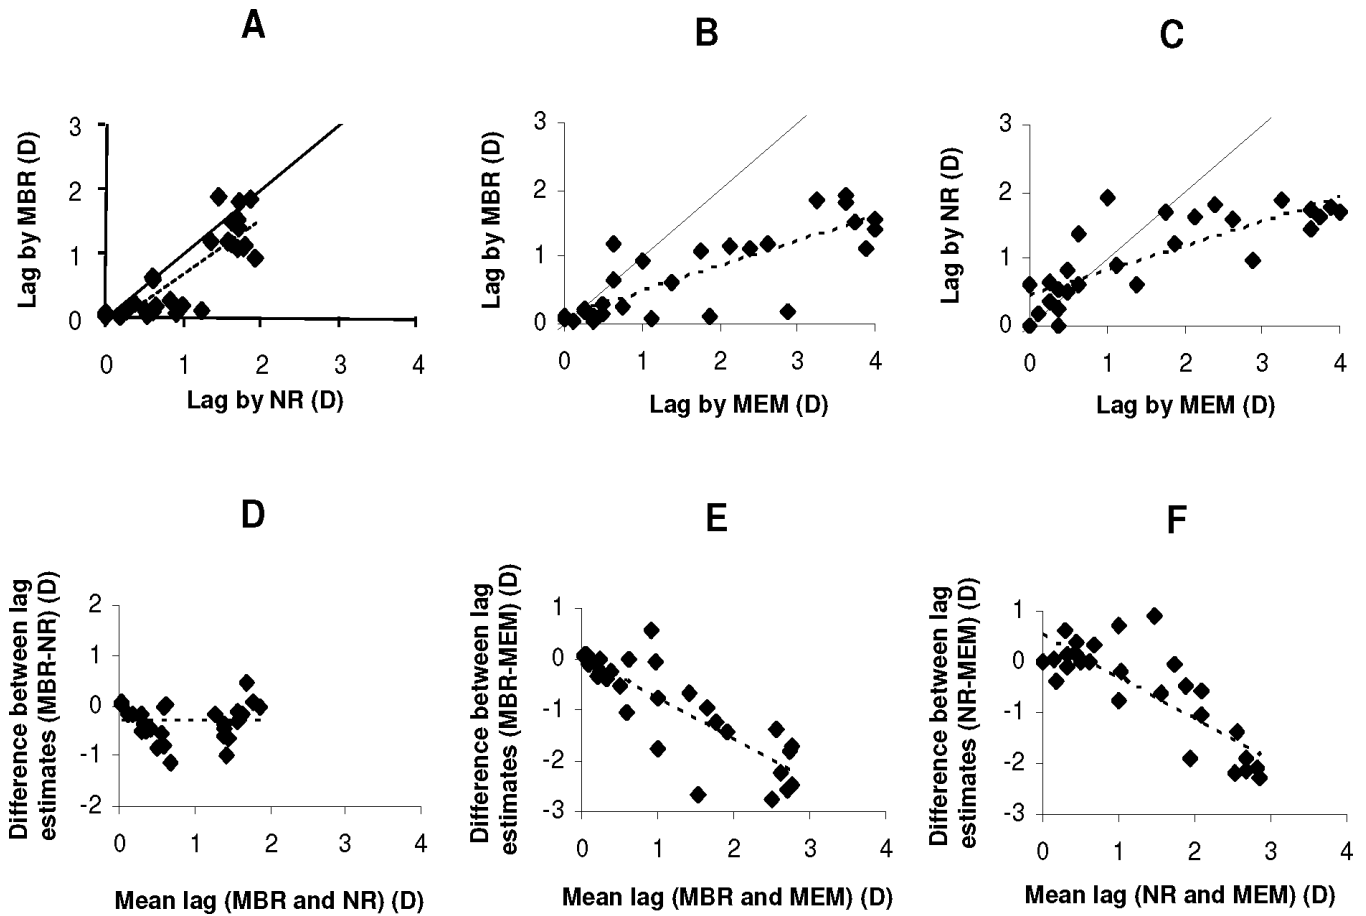 A
B
C
Lag by MBR (D)
3
2
1
0
0
1
2
3
4
Lag by NR (D)
Lag by MBR (D)
3
2
1
0
0
1
2
3
4
Lag by MEM (D)
Lag by NR (D)
3
2
1
0
0
1
2
3
4
Lag by MEM (D)
D
E
F
Difference between lag
estimates (MBR-NR) (D)
2
1
0
-1
-2
0
1
2
3
4
Mean lag (MBR and NR) (D)
Difference between lag
estimates (MBR-MEM) (D)
1
0
-1
-2
-3
0
1
2
3
4
Mean lag (MBR and MEM) (D)
Difference between lag
estimates (NR-MEM) (D)
1
0
-1
-2
-3
0
1
2
3
4
Mean lag (NR and MEM) (D)